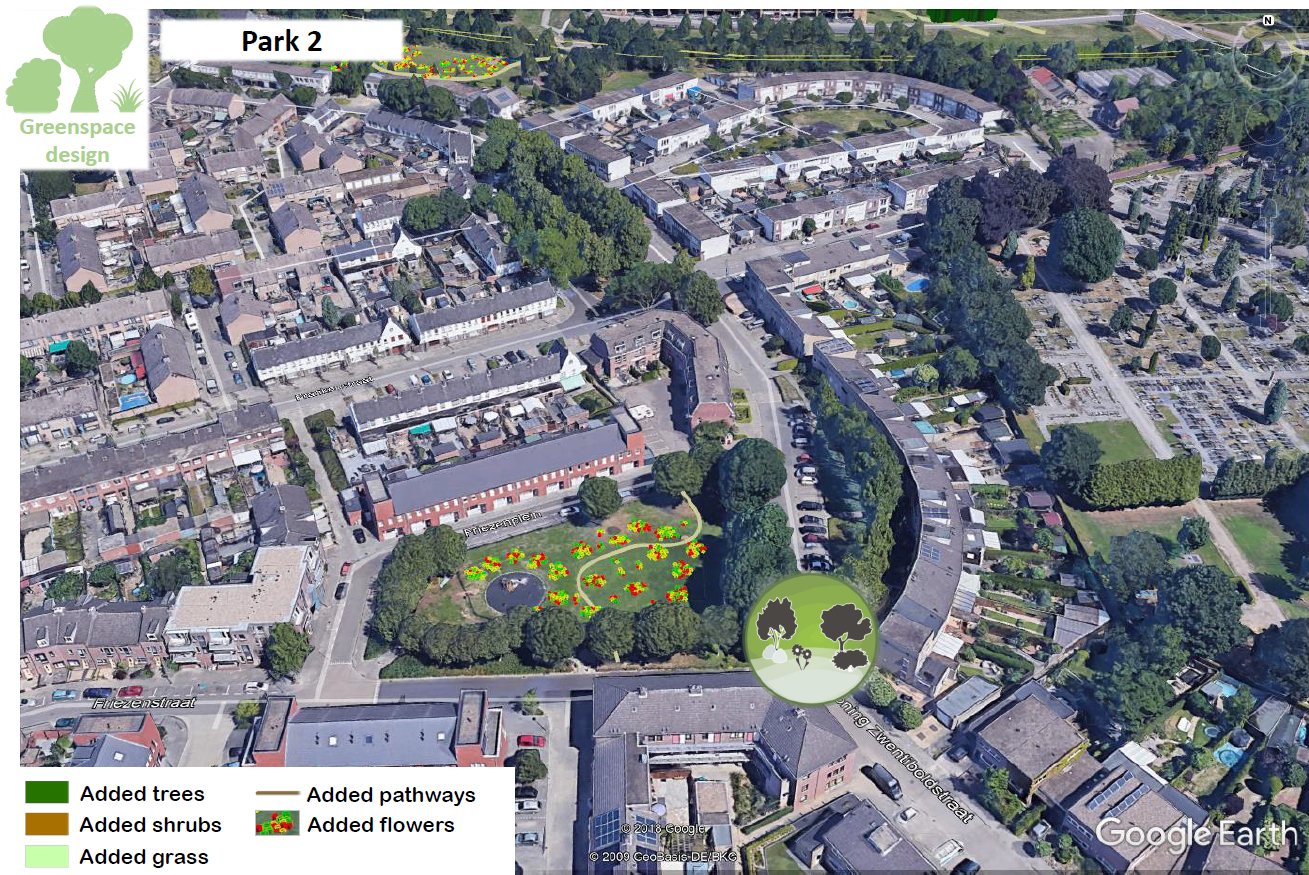 Park 2
N
Greenspace
design
Friezenplein
Friezenstraat
Zwentiboldstraat
Added trees
Added shrubs
Added grass
Added pathways
Added flowers
© 2018 Google
© 2009 GeoBasis-DE/BKG
Google Earth